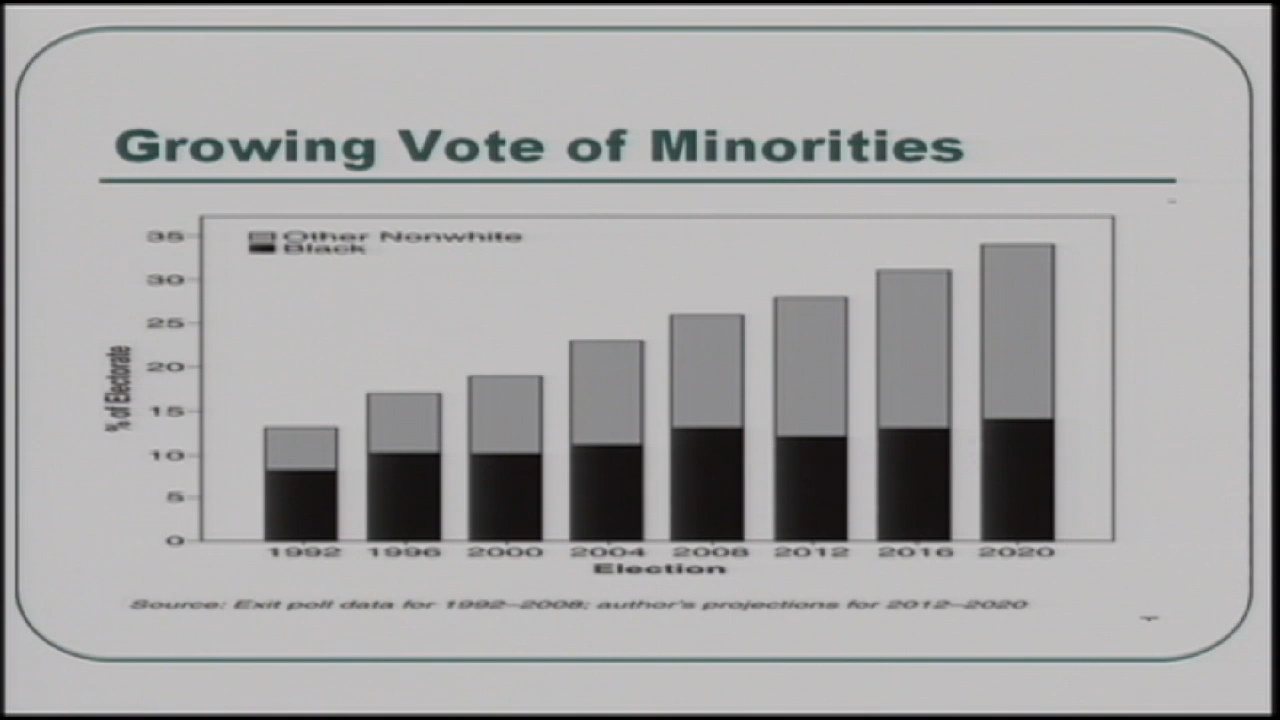 Growing Vote of Minorities
35
Other Nonwhite
Black
30
25
20
15
10
5
0
% of Electorate
1992 1996 2000 2004 2008 2012 2016 2020
Election
Source: Exit poll data for 1992–2008; author's projections for 2012–2020